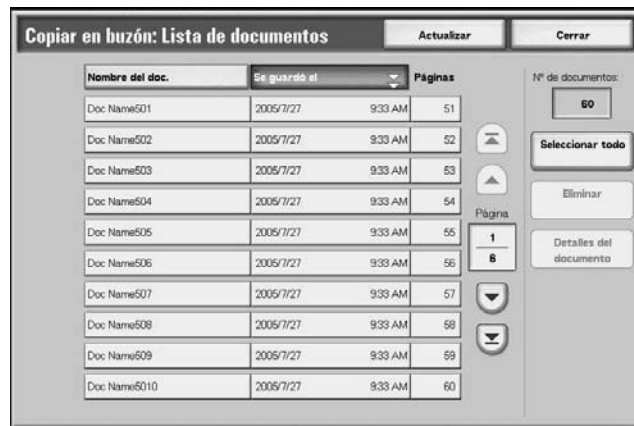 Copiar en buzón: Lista de documentos
Actualizar
Cerrar
Nombre del doc.
Se guardó el
Páginas
Nº de documentos:
60
Doc Name501 2005/7/27 9:33 AM 51
Doc Name502 2005/7/27 9:33 AM 52
Doc Name503 2005/7/27 9:33 AM 53
Doc Name504 2005/7/27 9:33 AM 54
Doc Name505 2005/7/27 9:33 AM 55
Doc Name506 2005/7/27 9:33 AM 56
Doc Name507 2005/7/27 9:33 AM 57
Doc Name508 2005/7/27 9:33 AM 58
Doc Name509 2005/7/27 9:33 AM 59
Doc Name5010 2005/7/27 9:33 AM 60
Página
1
6
Seleccionar todo
Eliminar
Detalles del
documento